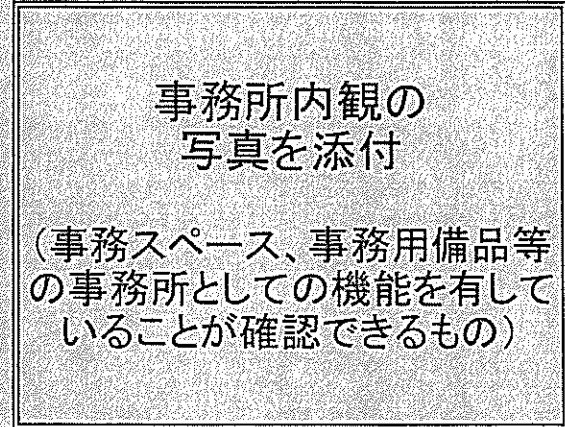 事務所内観の
写真を添付
（事務スペース、事務用備品等
の事務所としての機能を有して
いることが確認できるもの）